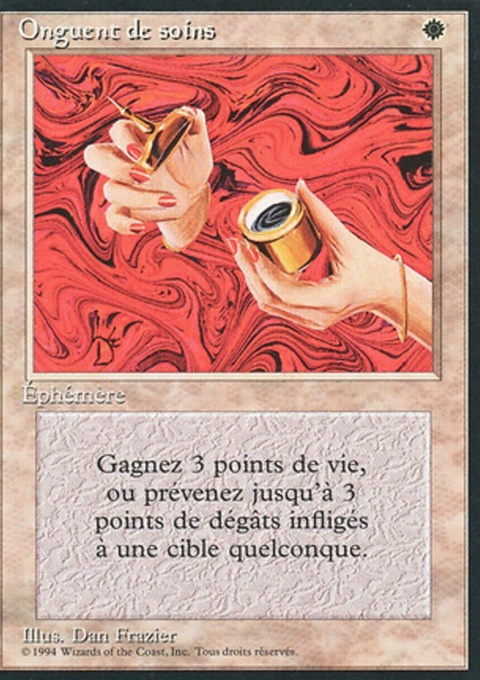 Onguent de soins
Éphémère
Gagnez 3 points de vie,
ou prévenez jusqu'à 3
points de dégâts infligés
à une cible quelconque.
Illus. Dan Frazier
©1994 Wizards of the Coast, Inc. Tous droits réservés.